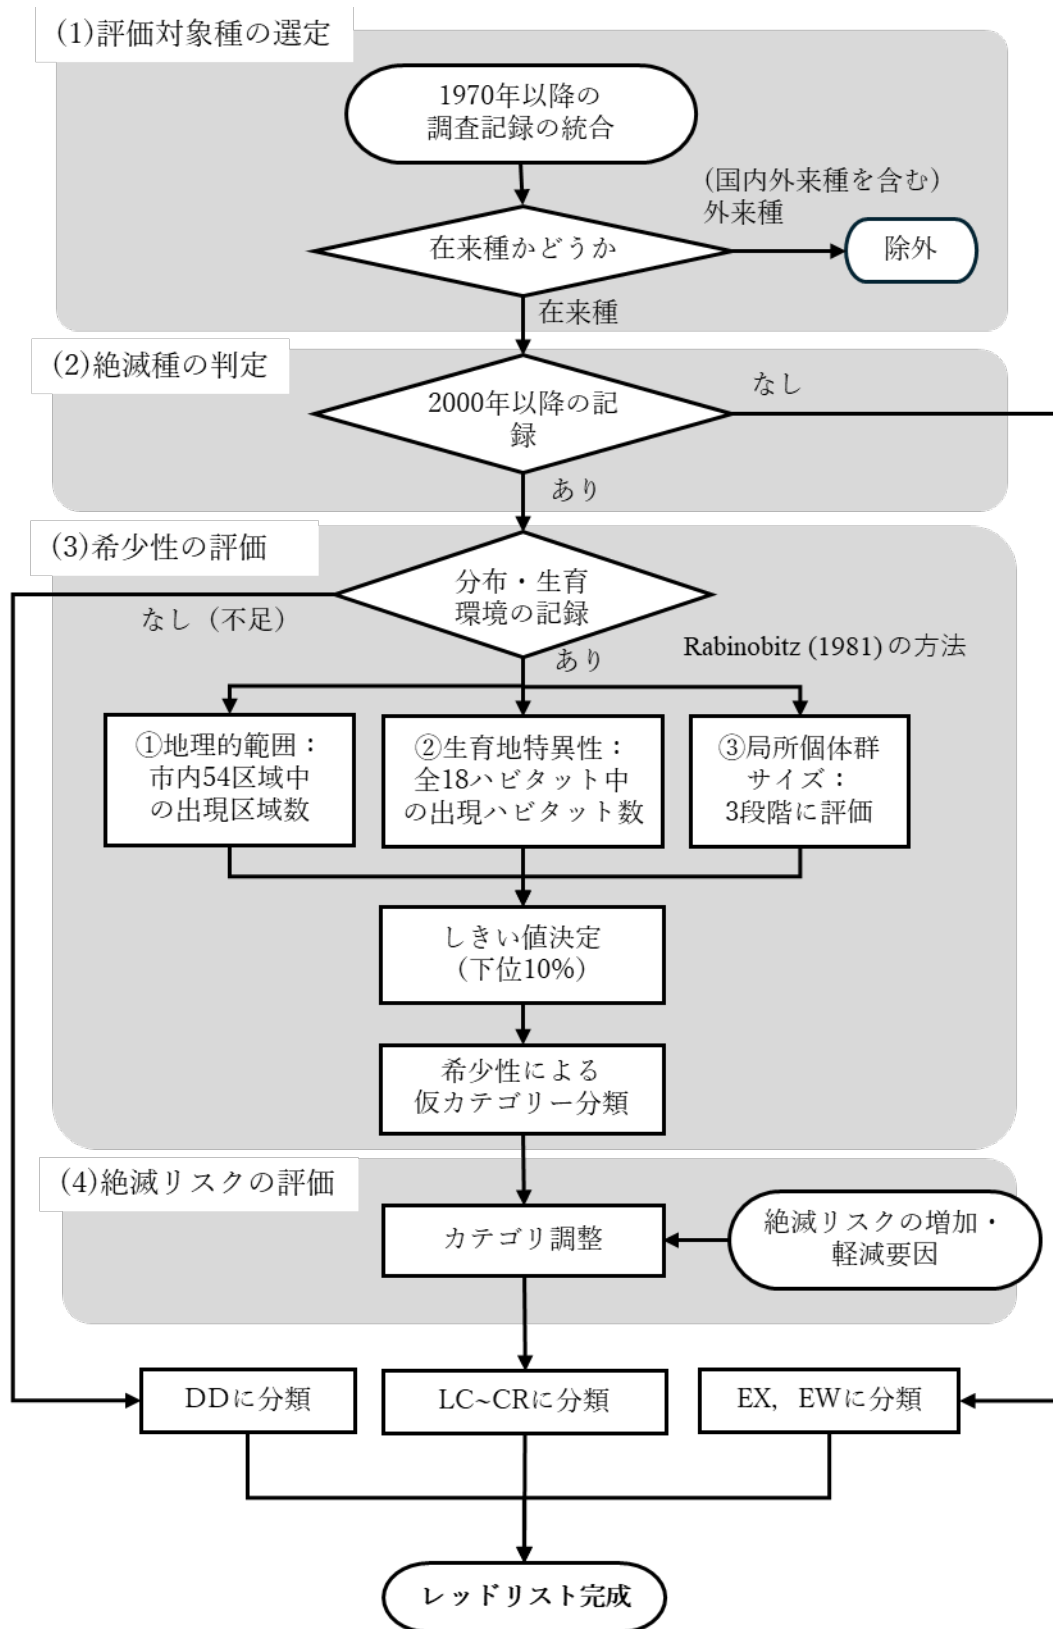 (1)評価対象種の選定
1970年以降の
調査記録の統合
(国内外来種を含む)
外来種
在来種かどうか
除外
在来種
(2)絶滅種の判定
なし
2000年以降の記
録
あり
(3)希少性の評価
分布・生育
環境の記録
なし（不足）
あり
Rabinobitz (1981)の方法
①地理的範囲：
市内54区域中
の出現区域数
②生育地特異性：
全18ハビタット中
の出現ハビタット数
③局所個体群
サイズ：
3段階に評価
しきい値決定
（下位10%）
希少性による
仮カテゴリー分類
(4)絶滅リスクの評価
カテゴリ調整
絶滅リスクの増加・
軽減要因
DDに分類
LC~CRに分類
EX，EWに分類
レッドリスト完成